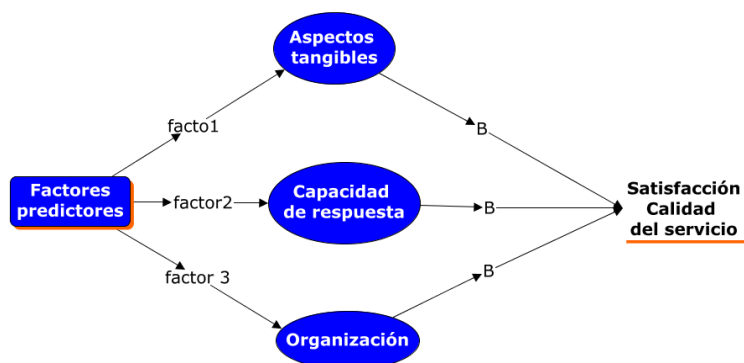 Aspectos
tangibles
facto1
B
Factores
predictores
factor2
Capacidad
de respuesta
B
Satisfacción
Calidad
del servicio
factor 3
B
Organización